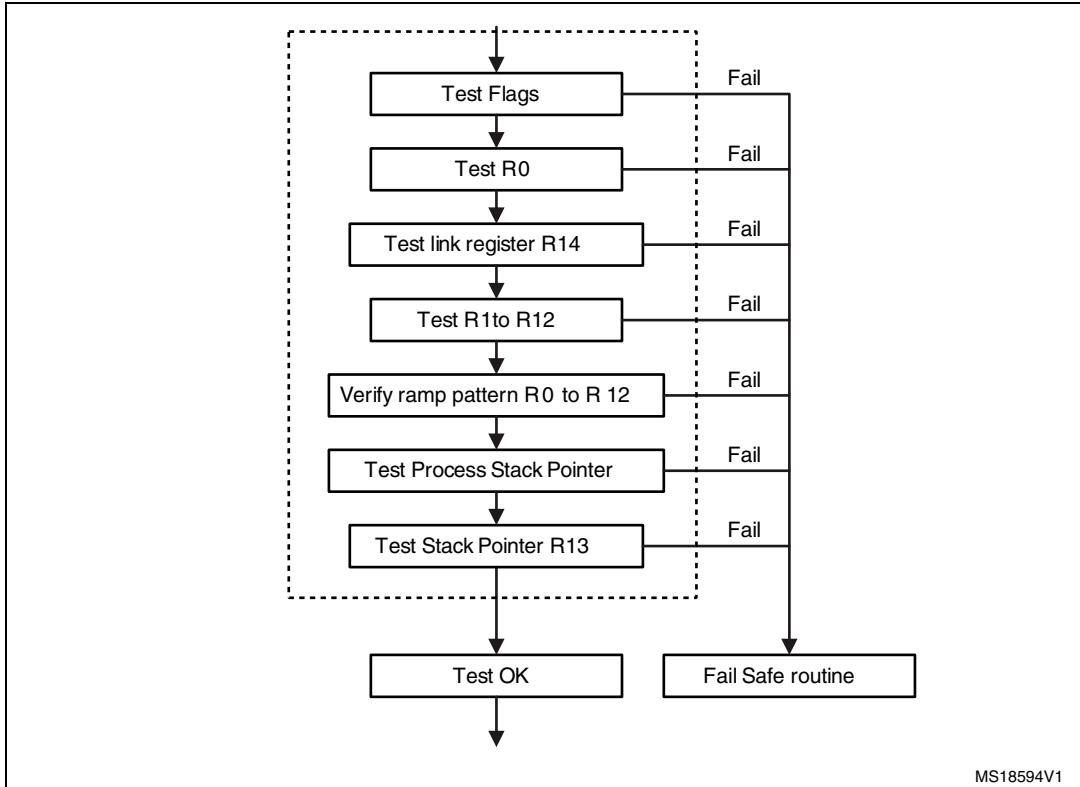 Test Flags
Fail
Test R0
Fail
Test link register R14
Fail
Test R1to R12
Fail
Verify ramp pattern R0 to R 12
Fail
Test Process Stack Pointer
Fail
Test Stack Pointer R13
Fail
Test OK
Fail Safe routine
MS18594V1